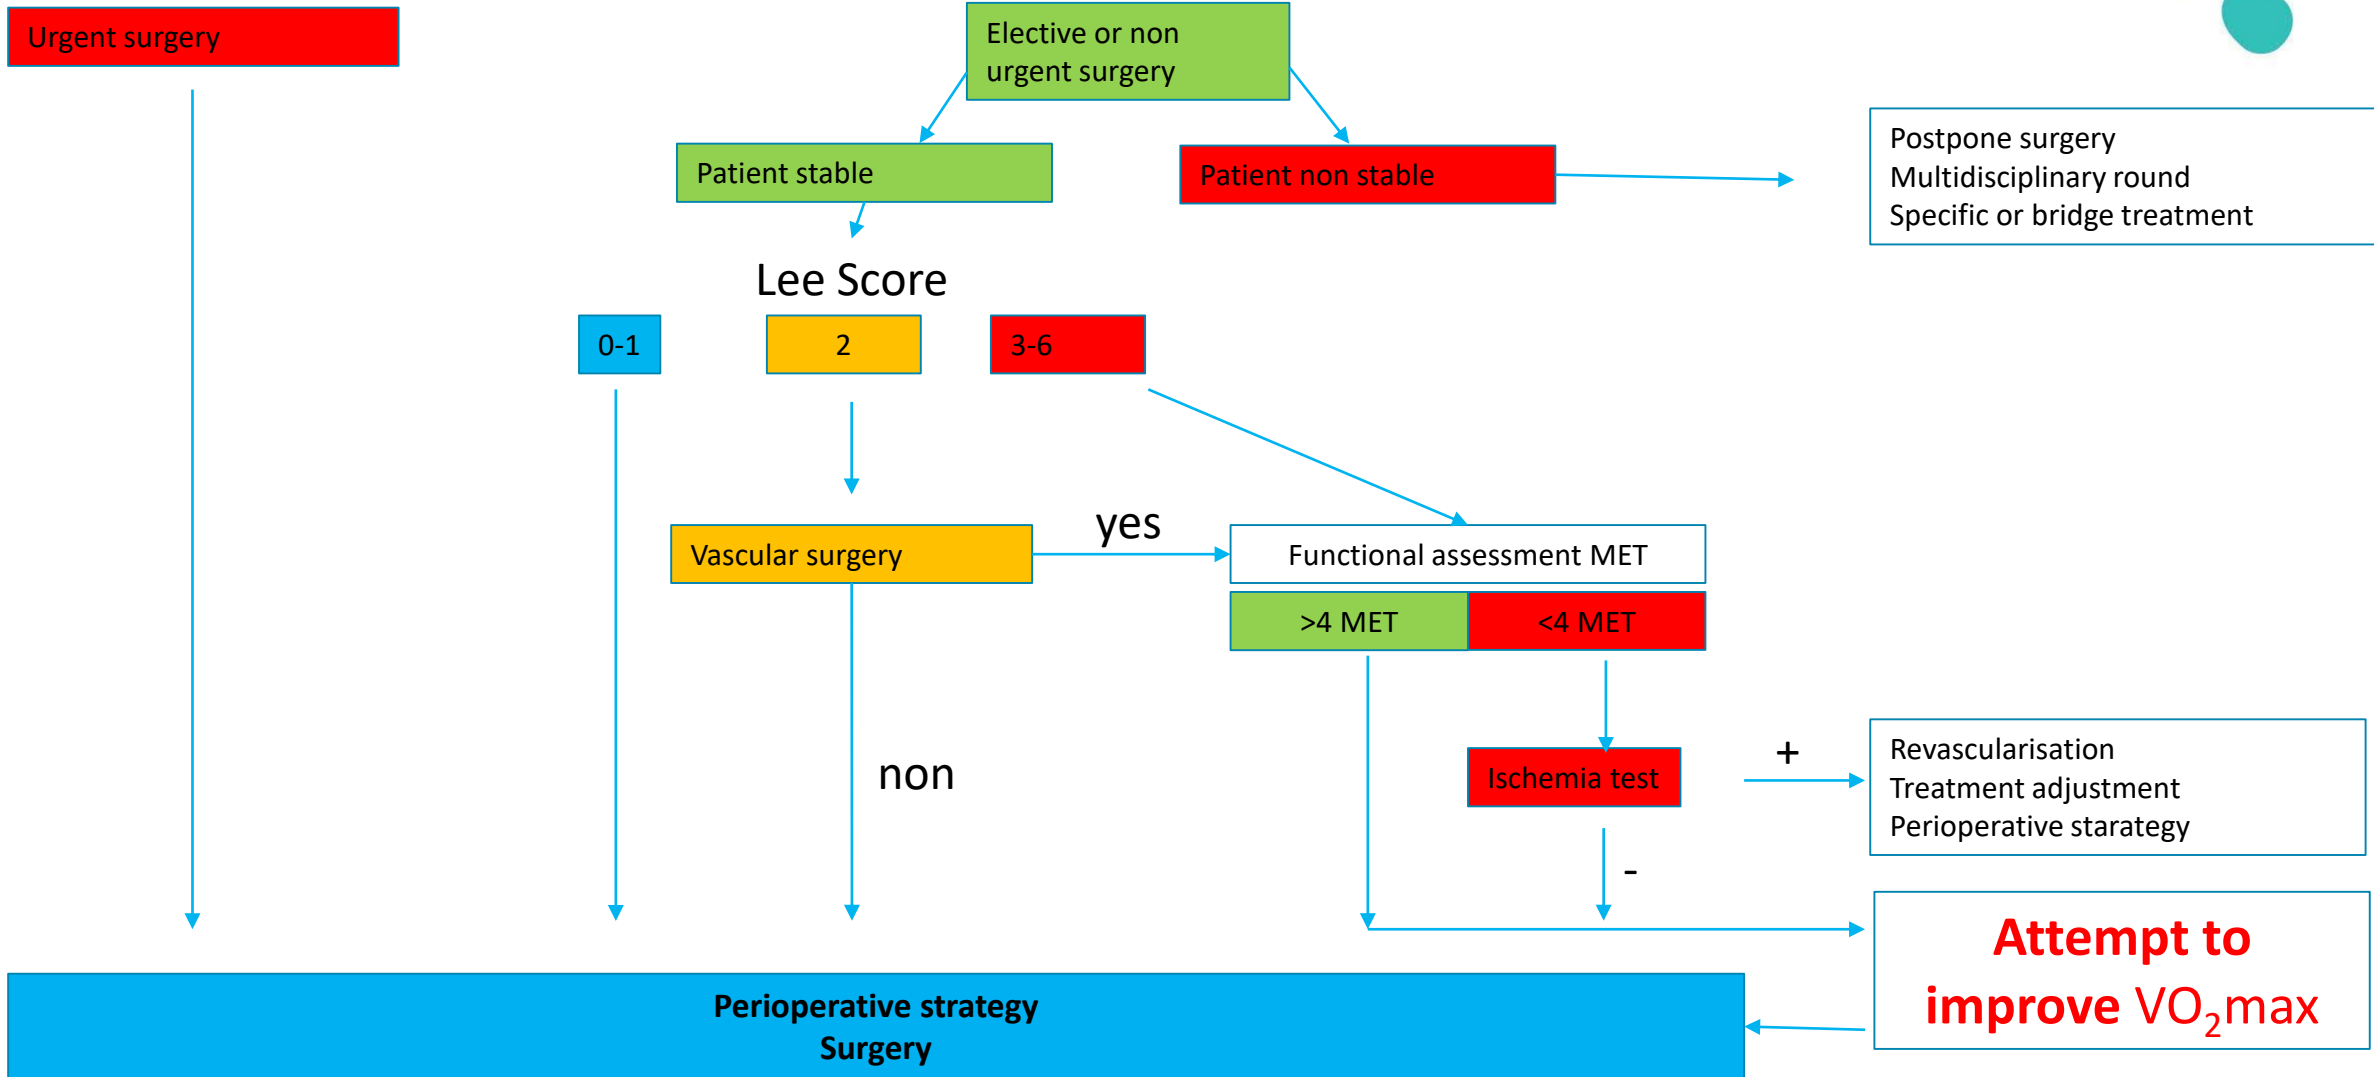 Urgent surgery
Elective or non
urgent surgery
Patient stable
Patient non stable
Postpone surgery
Multidisciplinary round
Specific or bridge treatment
Lee Score
0-1
2
3-6
Vascular surgery
yes
Functional assessment MET
>4 MET
<4 MET
non
Ischemia test
+
Revascularisation
Treatment adjustment
Perioperative starategy
-
Attempt to
improve VO₂max
Perioperative strategy
Surgery